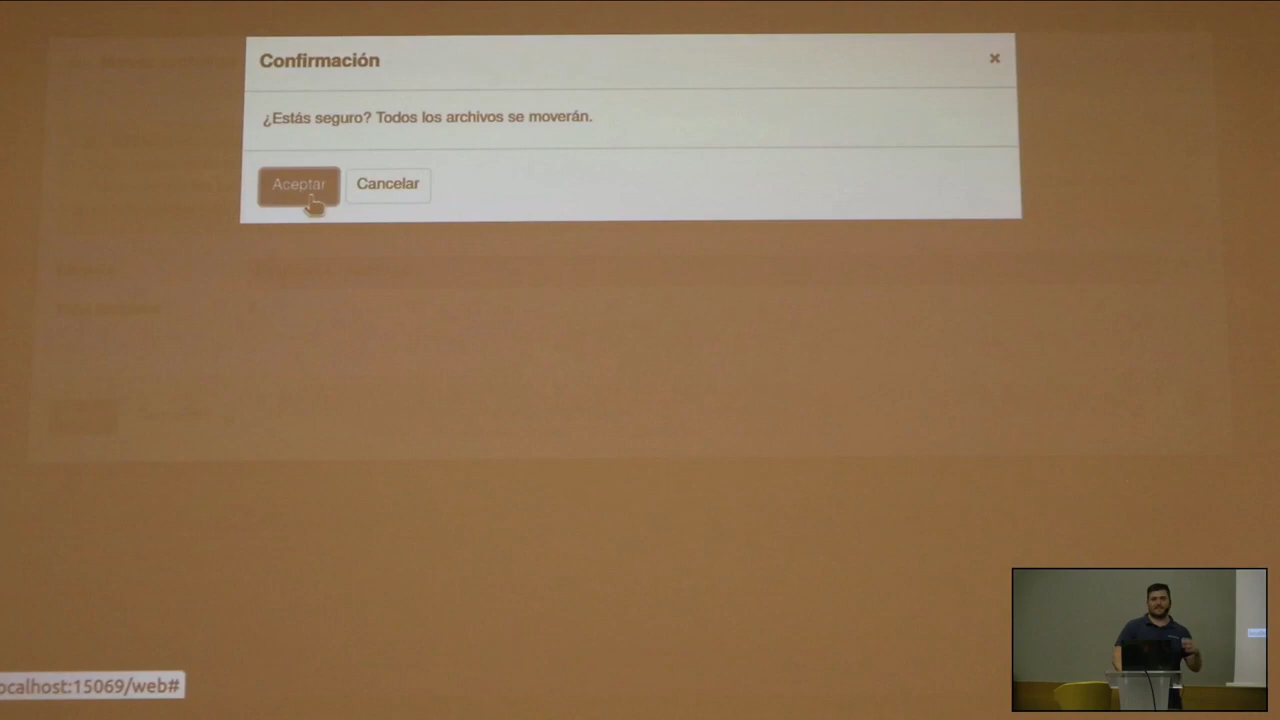 Confirmación
×
¿Estás seguro? Todos los archivos se moverán.
Aceptar
Cancelar
ocalhost:15069/web#